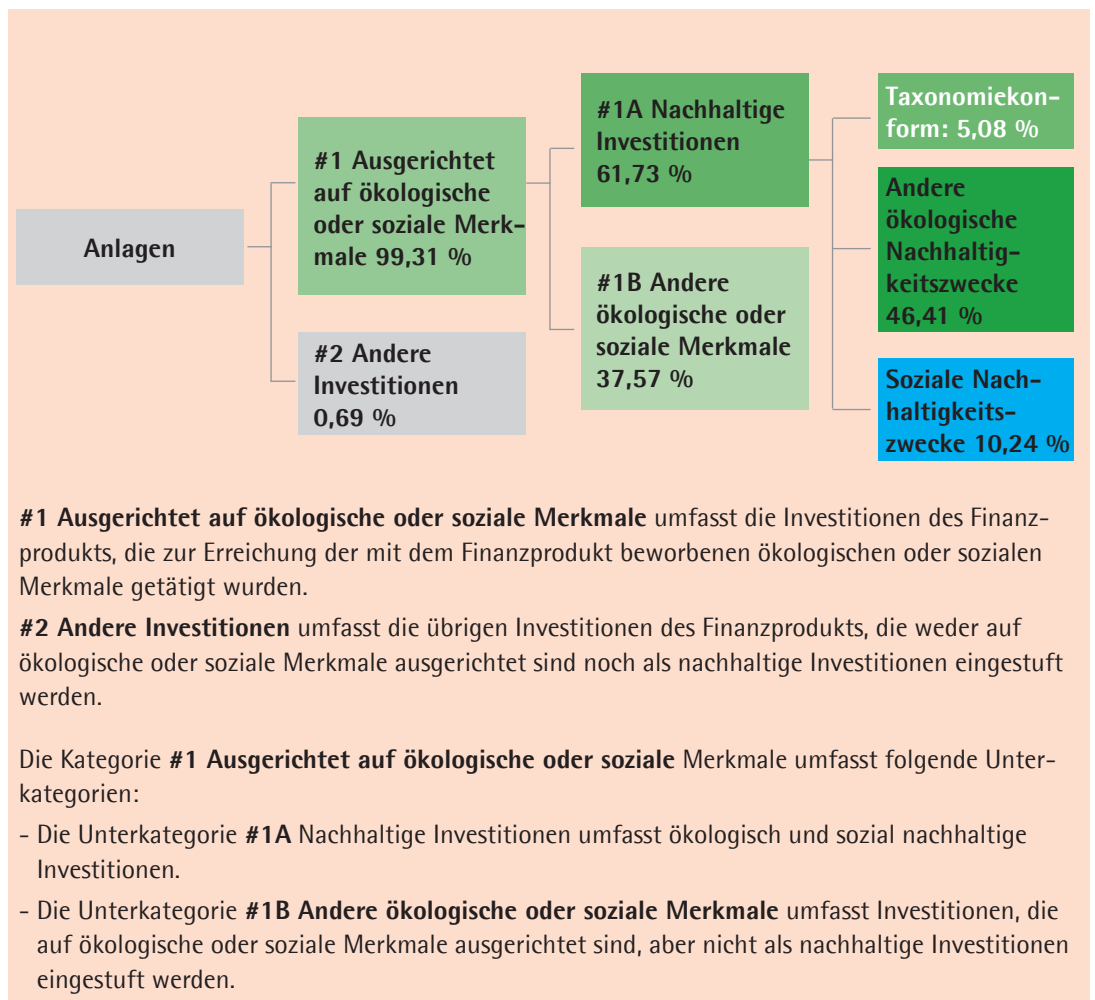 Anlagen
#1 Ausgerichtet
auf ökologische
oder soziale Merk-
male 99,31 %
#2 Andere
Investitionen
0,69 %
#1A Nachhaltige
Investitionen
61,73 %
#1B Andere
ökologische oder
soziale Merkmale
37,57 %
Taxonomiekon-
form: 5,08 %
Andere
ökologische
Nachhaltig-
keitszwecke
46,41 %
Soziale Nach-
haltigkeits-
zwecke 10,24 %
#1 Ausgerichtet auf ökologische oder soziale Merkmale umfasst die Investitionen des Finanz-
produkts, die zur Erreichung der mit dem Finanzprodukt beworbenen ökologischen oder sozialen
Merkmale getätigt wurden.
#2 Andere Investitionen umfasst die übrigen Investitionen des Finanzprodukts, die weder auf
ökologische oder soziale Merkmale ausgerichtet sind noch als nachhaltige Investitionen eingestuft
werden.
Die Kategorie #1 Ausgerichtet auf ökologische oder soziale Merkmale umfasst folgende Unter-
kategorien:
- Die Unterkategorie #1A Nachhaltige Investitionen umfasst ökologisch und sozial nachhaltige
Investitionen.
- Die Unterkategorie #1B Andere ökologische oder soziale Merkmale umfasst Investitionen, die
auf ökologische oder soziale Merkmale ausgerichtet sind, aber nicht als nachhaltige Investitionen
eingestuft werden.